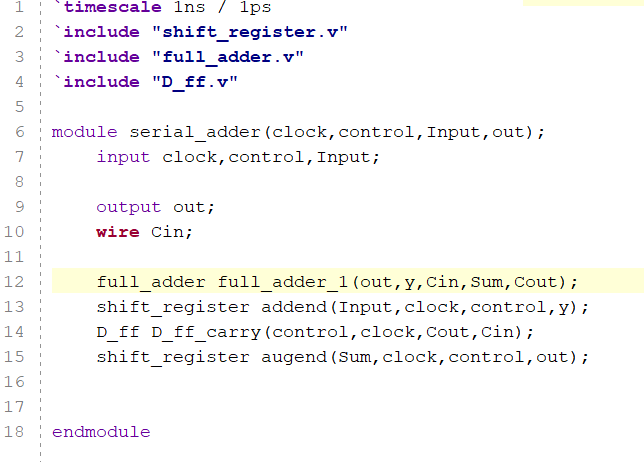 1 `timescale 1ns / 1ps
2 `include "shift_register.v"
3 `include "full_adder.v"
4 `include "D_ff.v"
5
6 module serial_adder(clock,control,Input,out);
7 input clock,control,Input;
8
9 output out;
10 wire Cin;
11
12 full_adder full_adder_1(out,y,Cin,Sum,Cout);
13 shift_register addend(Input,clock,control,y);
14 D_ff D_ff_carry(control,clock,Cout,Cin);
15 shift_register augend(Sum,clock,control,out);
16
17
18 endmodule